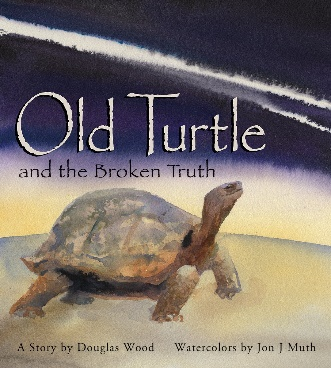 Old Turtle
and the Broken Truth
A Story by Douglas Wood Watercolors by Jon J Muth